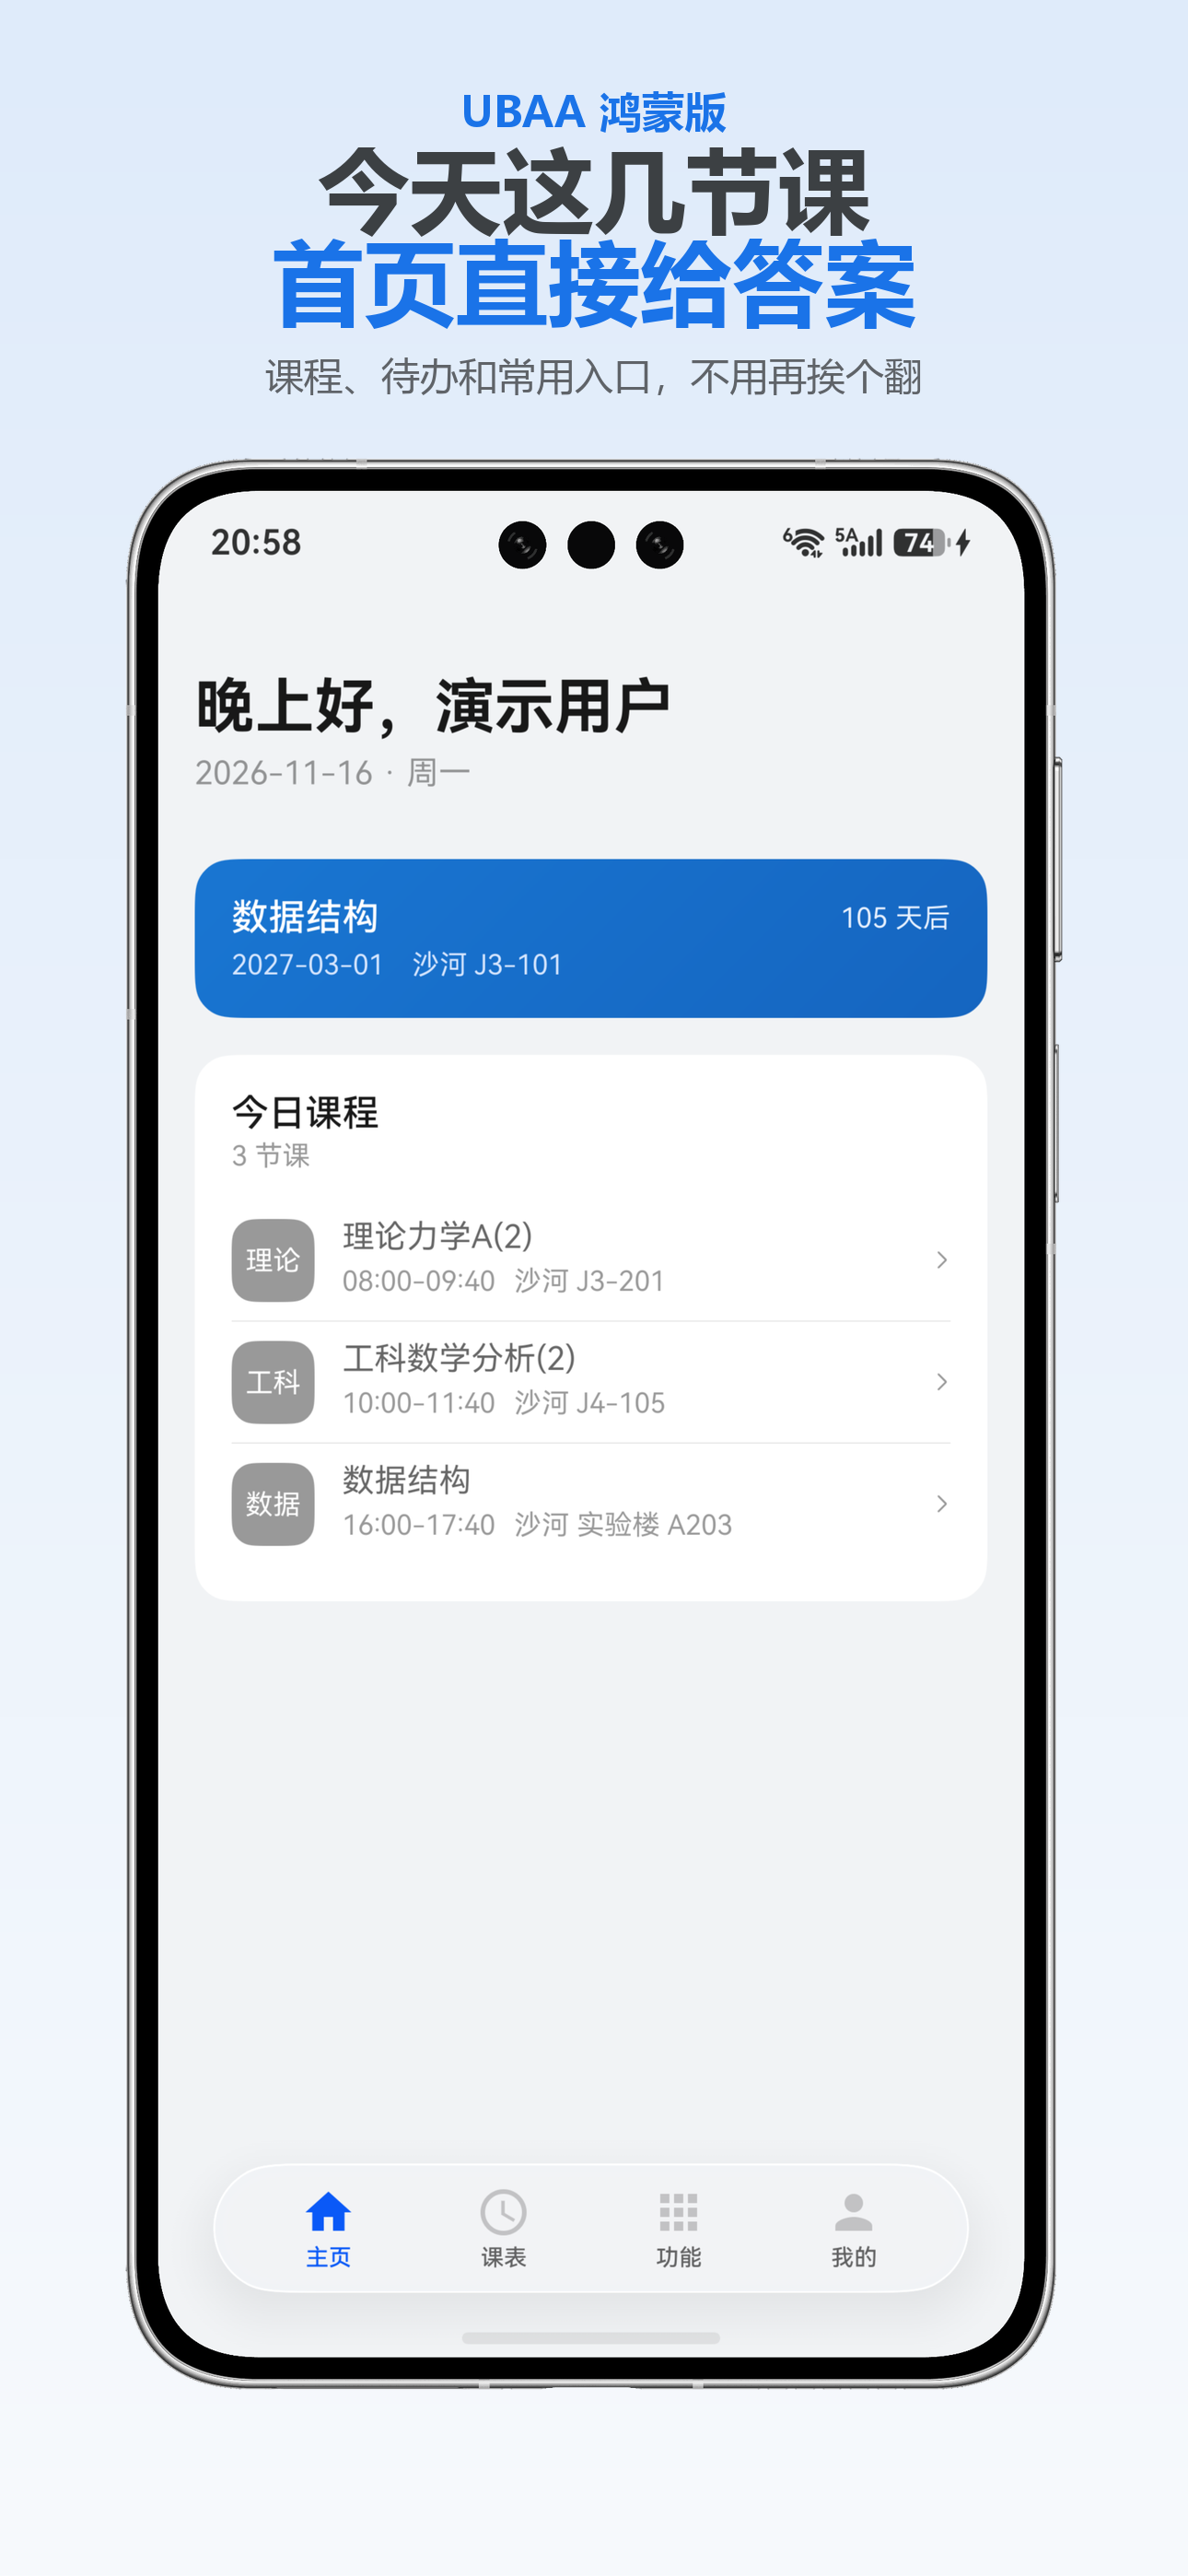 UBAA 鸿蒙版
今天这几节课
首页直接给答案
课程、待办和常用入口，不用再挨个翻
20:58
6 5A 74
晚上好，演示用户
2026-11-16 · 周一
数据结构
105 天后
2027-03-01 沙河 J3-101
今日课程
3 节课
理论
理论力学A(2)
08:00-09:40 沙河 J3-201
工科
工科数学分析(2)
10:00-11:40 沙河 J4-105
数据
数据结构
16:00-17:40 沙河 实验楼 A203
主页
课表
功能
我的